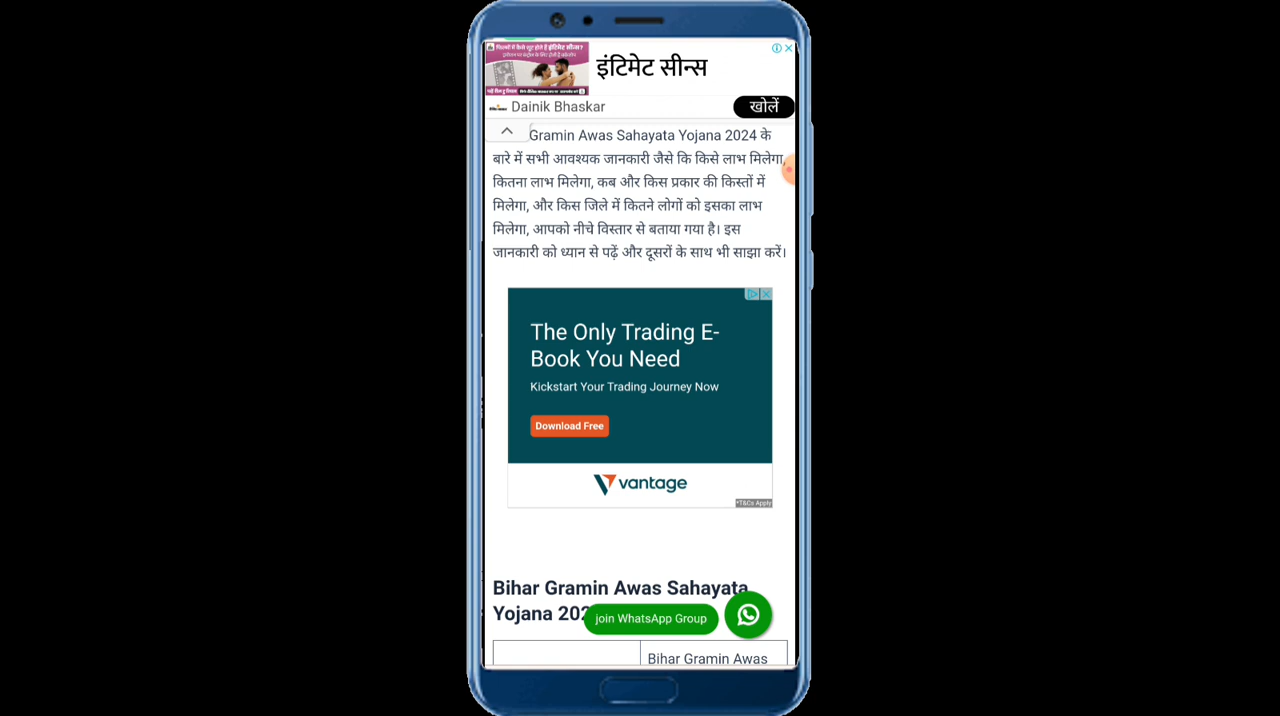 फिल्मों में कैसे शूट होते हैं इंटिमेट सीन्स?
इंटिमेट सीन्स
Dainik Bhaskar
खोलें
Gramin Awas Sahayata Yojana 2024 के
बारे में सभी आवश्यक जानकारी जैसे कि किसे लाभ मिलेगा,
कितना लाभ मिलेगा, कब और किस प्रकार की किस्तों में
मिलेगा, और किस जिले में कितने लोगों को इसका लाभ
मिलेगा, आपको नीचे विस्तार से बताया गया है। इस
जानकारी को ध्यान से पढ़ें और दूसरों के साथ भी साझा करें।
The Only Trading E-
Book You Need
Kickstart Your Trading Journey Now
Download Free
vantage
*T&Cs Apply
Bihar Gramin Awas Sahayata
Yojana 202
join WhatsApp Group
Bihar Gramin Awas